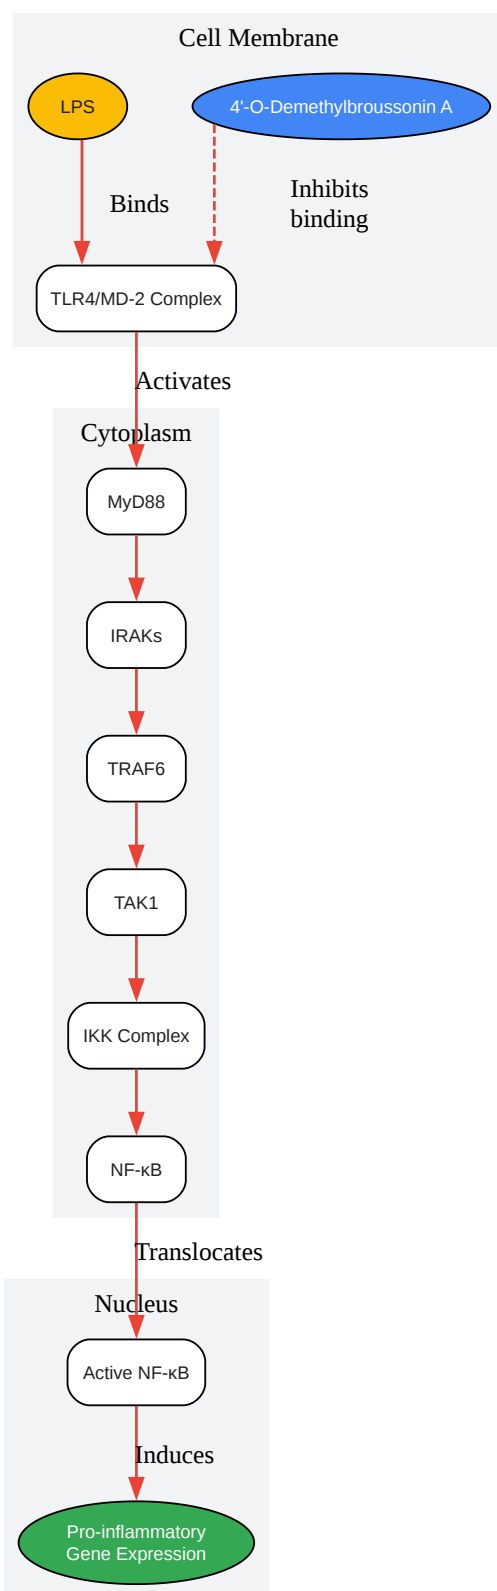 Cell Membrane
LPS
4'-O-Demethylbroussonin A
Binds
Inhibits
binding
TLR4/MD-2 Complex
Activates
Cytoplasm
MyD88
IRAKs
TRAF6
TAK1
IKK Complex
NF-κB
Translocates
Nucleus
Active NF-κB
Induces
Pro-inflammatory
Gene Expression